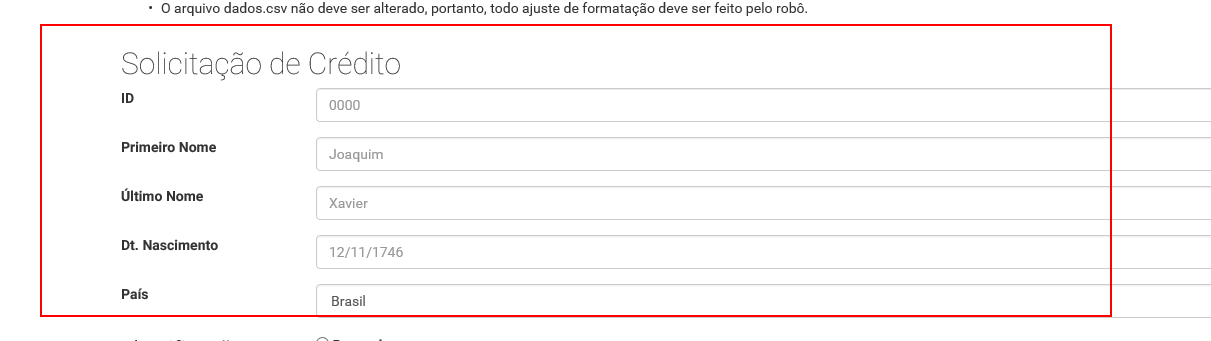 • O arquivo dados.csv não deve ser alterado, portanto, todo ajuste de formatação deve ser feito pelo robô.
Solicitação de Crédito
ID 0000
Primeiro Nome Joaquim
Último Nome Xavier
Dt. Nascimento 12/11/1746
País Brasil